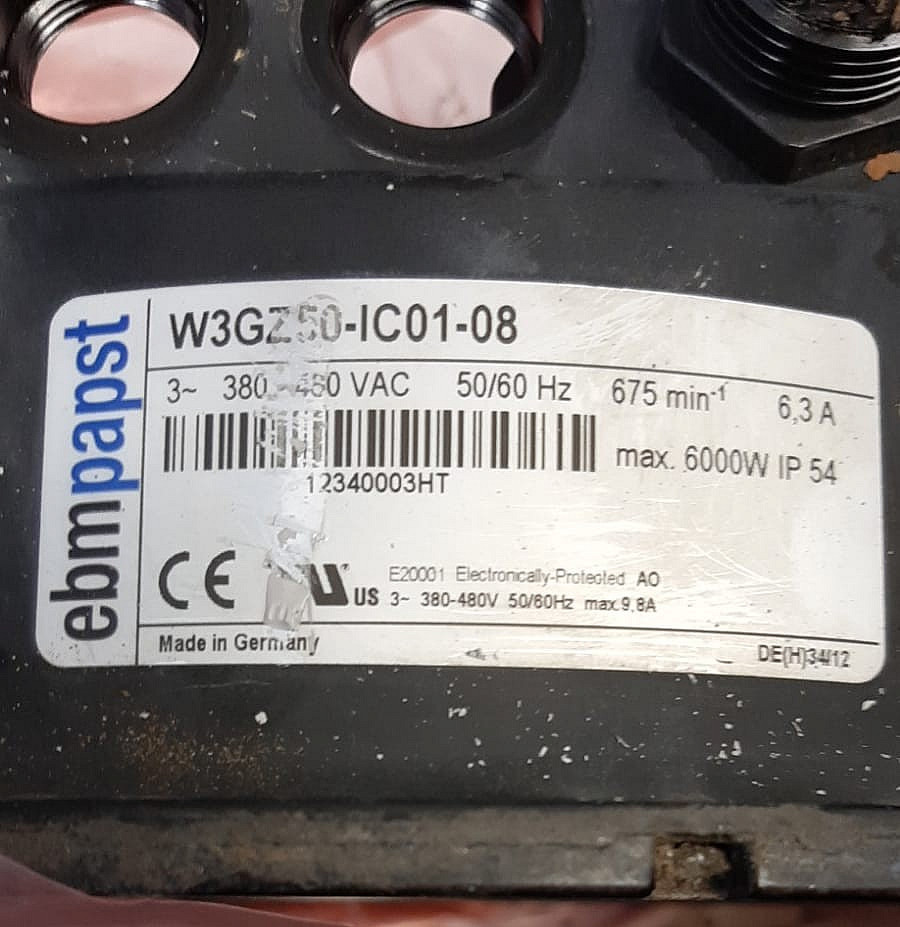 ebmpapst
W3GZ50-IC01-08
3~ 380 - 480 VAC 50/60 Hz 675 min⁻¹ 6,3 A
max. 6000W IP 54
12340003HT
CE
US
E20001 Electronically-Protected AO
3~ 380-480V 50/60Hz max.9,8A
Made in Germany
DE(H)34/12